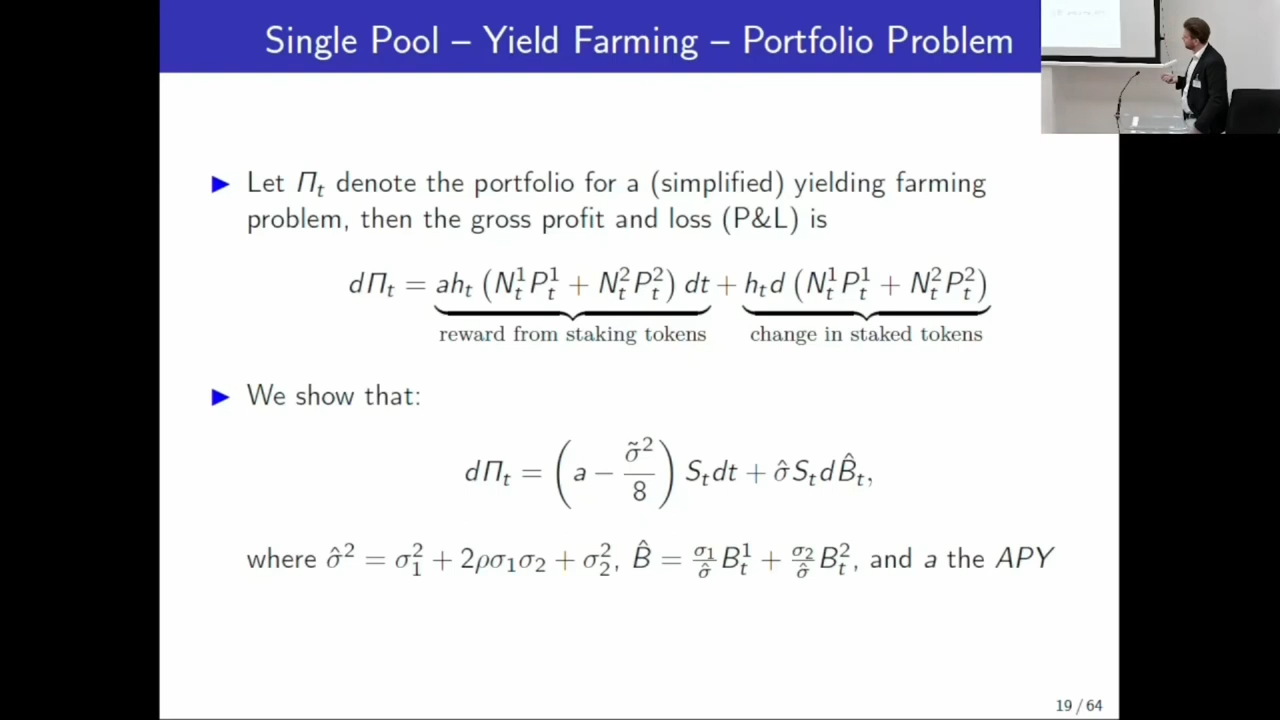 Single Pool – Yield Farming – Portfolio Problem
▶ Let Π_t denote the portfolio for a (simplified) yielding farming
problem, then the gross profit and loss (P&L) is
dΠ_t = ah_t (N_t^1 P_t^1 + N_t^2 P_t^2) dt + h_t d (N_t^1 P_t^1 + N_t^2 P_t^2)
reward from staking tokens change in staked tokens
▶ We show that:
dΠ_t = (a − σ̃^2/8) S_t dt + σ̂ S_t dB̂_t,
where σ̂^2 = σ_1^2 + 2ρσ_1σ_2 + σ_2^2, B̂ = σ_1/σ̂ B_t^1 + σ_2/σ̂ B_t^2, and a the APY
19 / 64